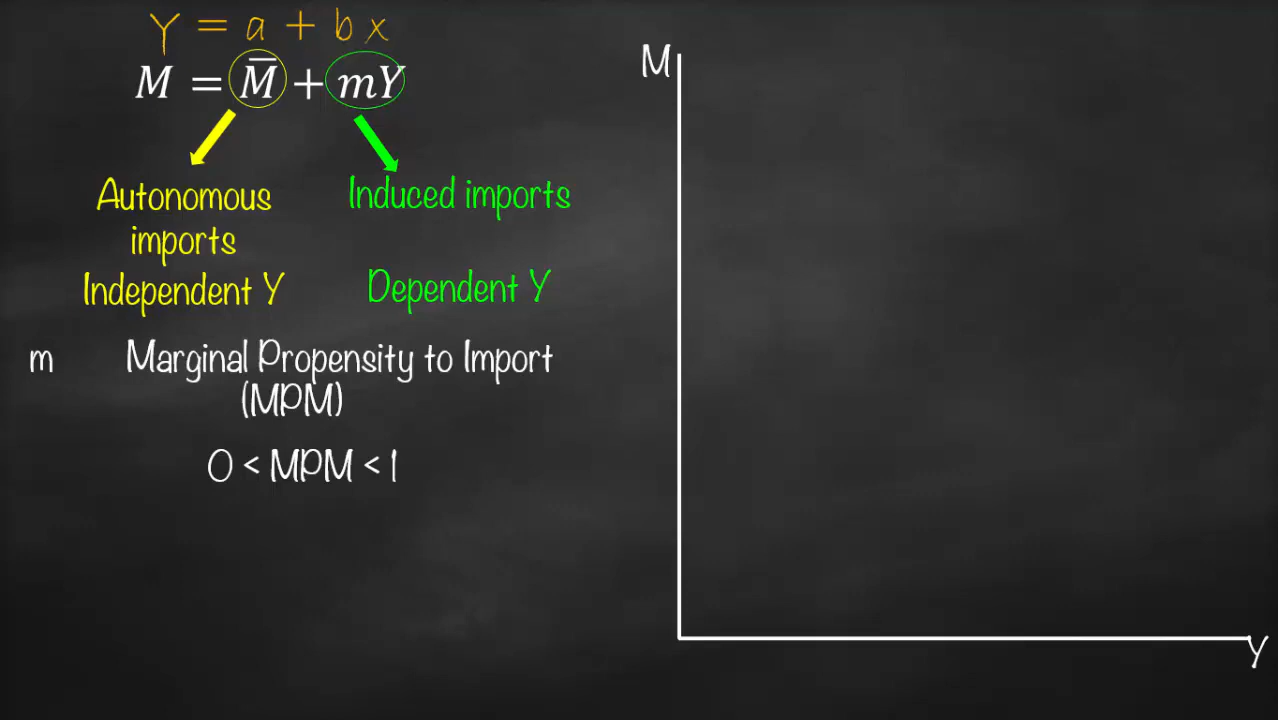 Y = a + b x
M = M̅ + mY
Autonomous
imports
Independent Y
Induced imports
Dependent Y
m Marginal Propensity to Import
(MPM)
0 < MPM < 1
M
Y